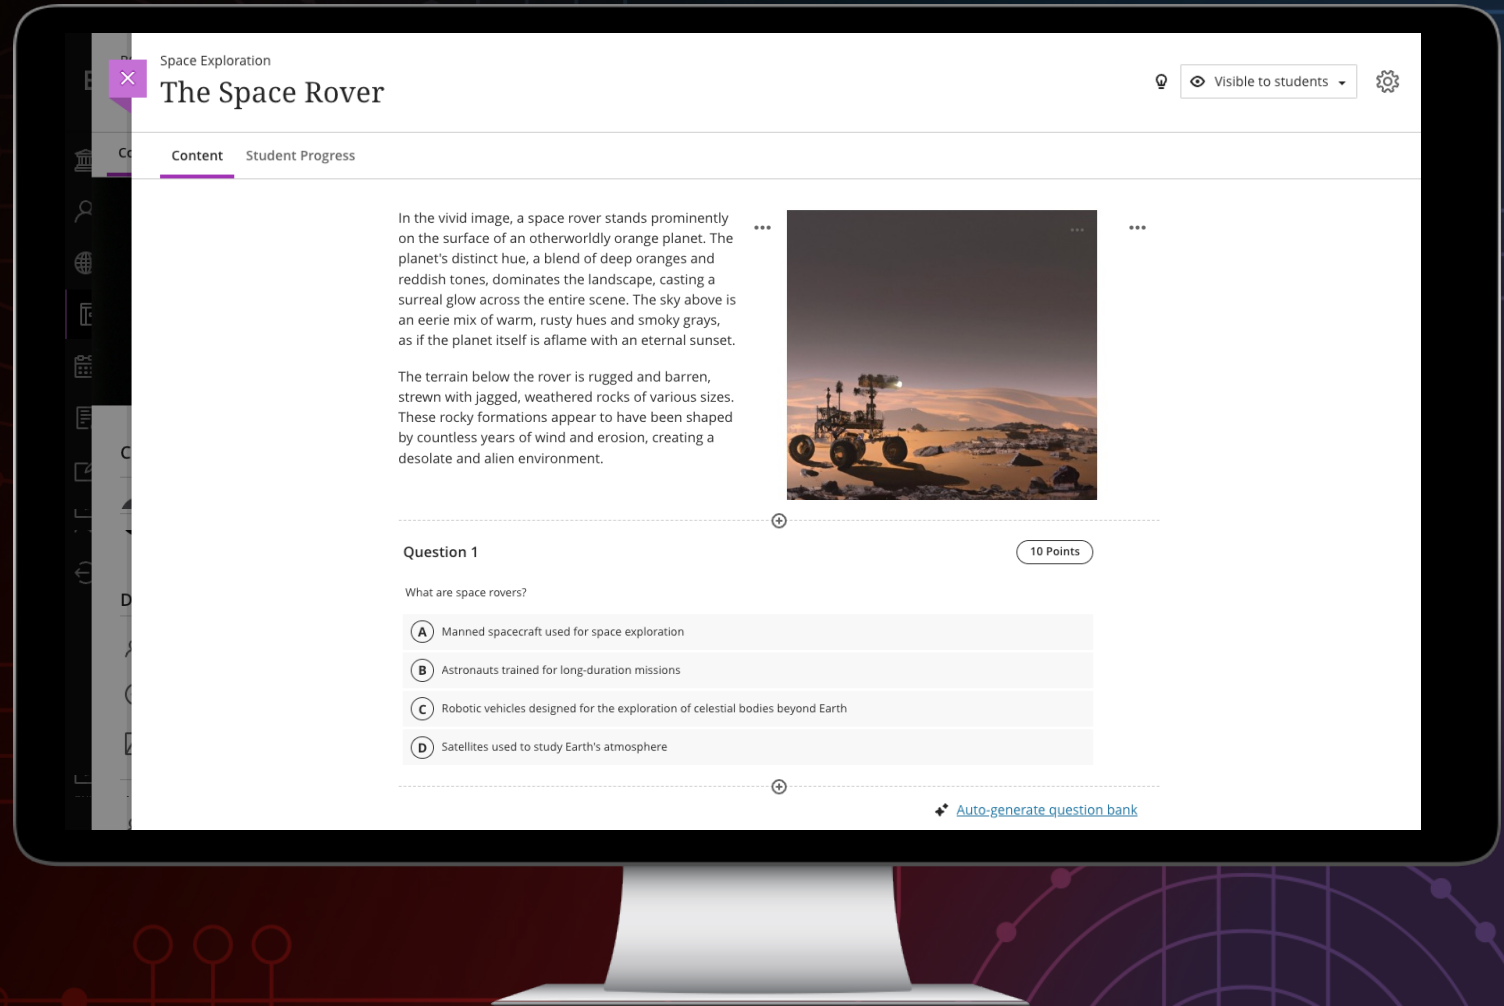 Space Exploration
The Space Rover
Visible to students
Content
Student Progress
In the vivid image, a space rover stands prominently
on the surface of an otherworldly orange planet. The
planet's distinct hue, a blend of deep oranges and
reddish tones, dominates the landscape, casting a
surreal glow across the entire scene. The sky above is
an eerie mix of warm, rusty hues and smoky grays,
as if the planet itself is aflame with an eternal sunset.
The terrain below the rover is rugged and barren,
strewn with jagged, weathered rocks of various sizes.
These rocky formations appear to have been shaped
by countless years of wind and erosion, creating a
desolate and alien environment.
Question 1
10 Points
What are space rovers?
A Manned spacecraft used for space exploration
B Astronauts trained for long-duration missions
C Robotic vehicles designed for the exploration of celestial bodies beyond Earth
D Satellites used to study Earth's atmosphere
Auto-generate question bank